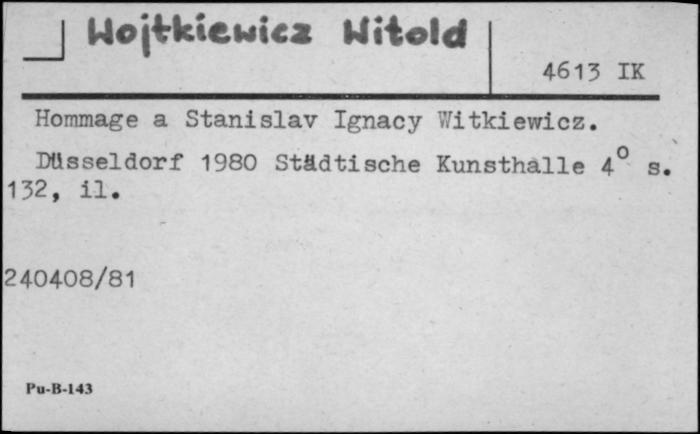 Wojtkiewicz Witold
4613 IK
Hommage a Stanislav Ignacy Witkiewicz.
Düsseldorf 1980 Städtische Kunsthalle 4° s.
132, il.
240408/81
Pu-B-143